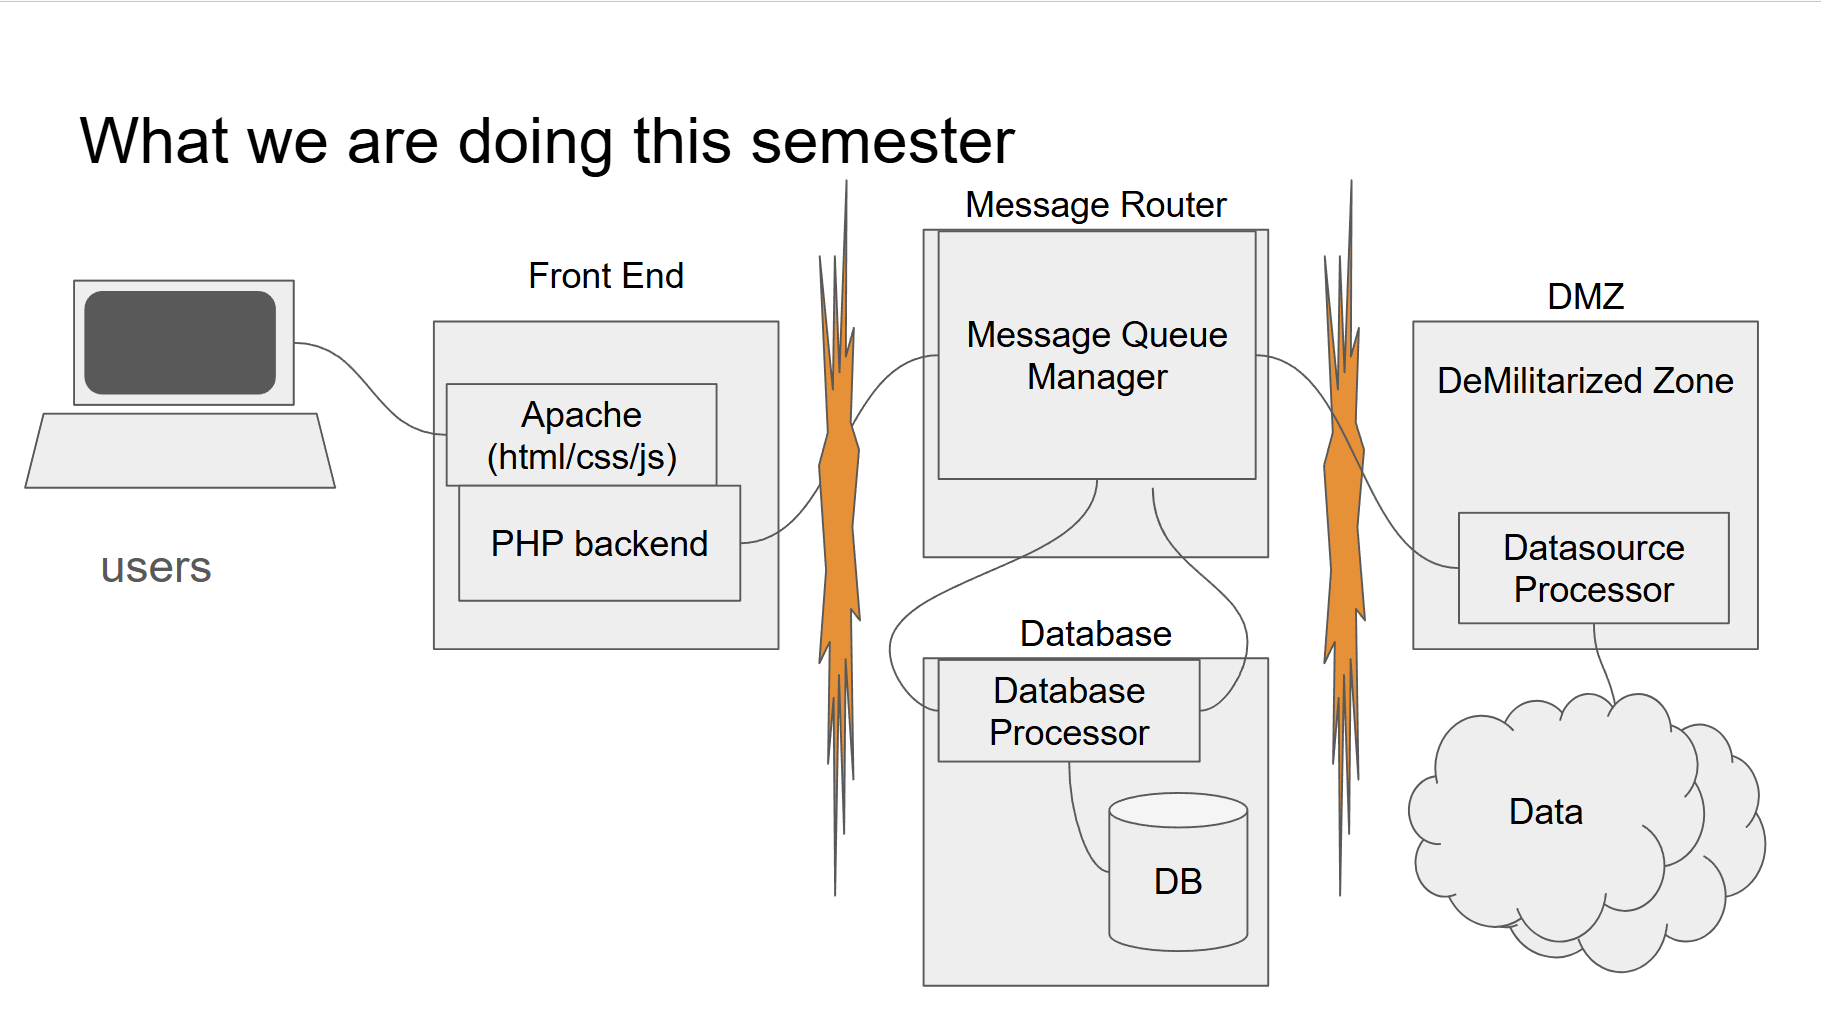 What we are doing this semester
Message Router
Front End
DMZ
Message Queue
Manager
DeMilitarized Zone
Apache
(html/css/js)
PHP backend
Datasource
Processor
users
Database
Database
Processor
Data
DB